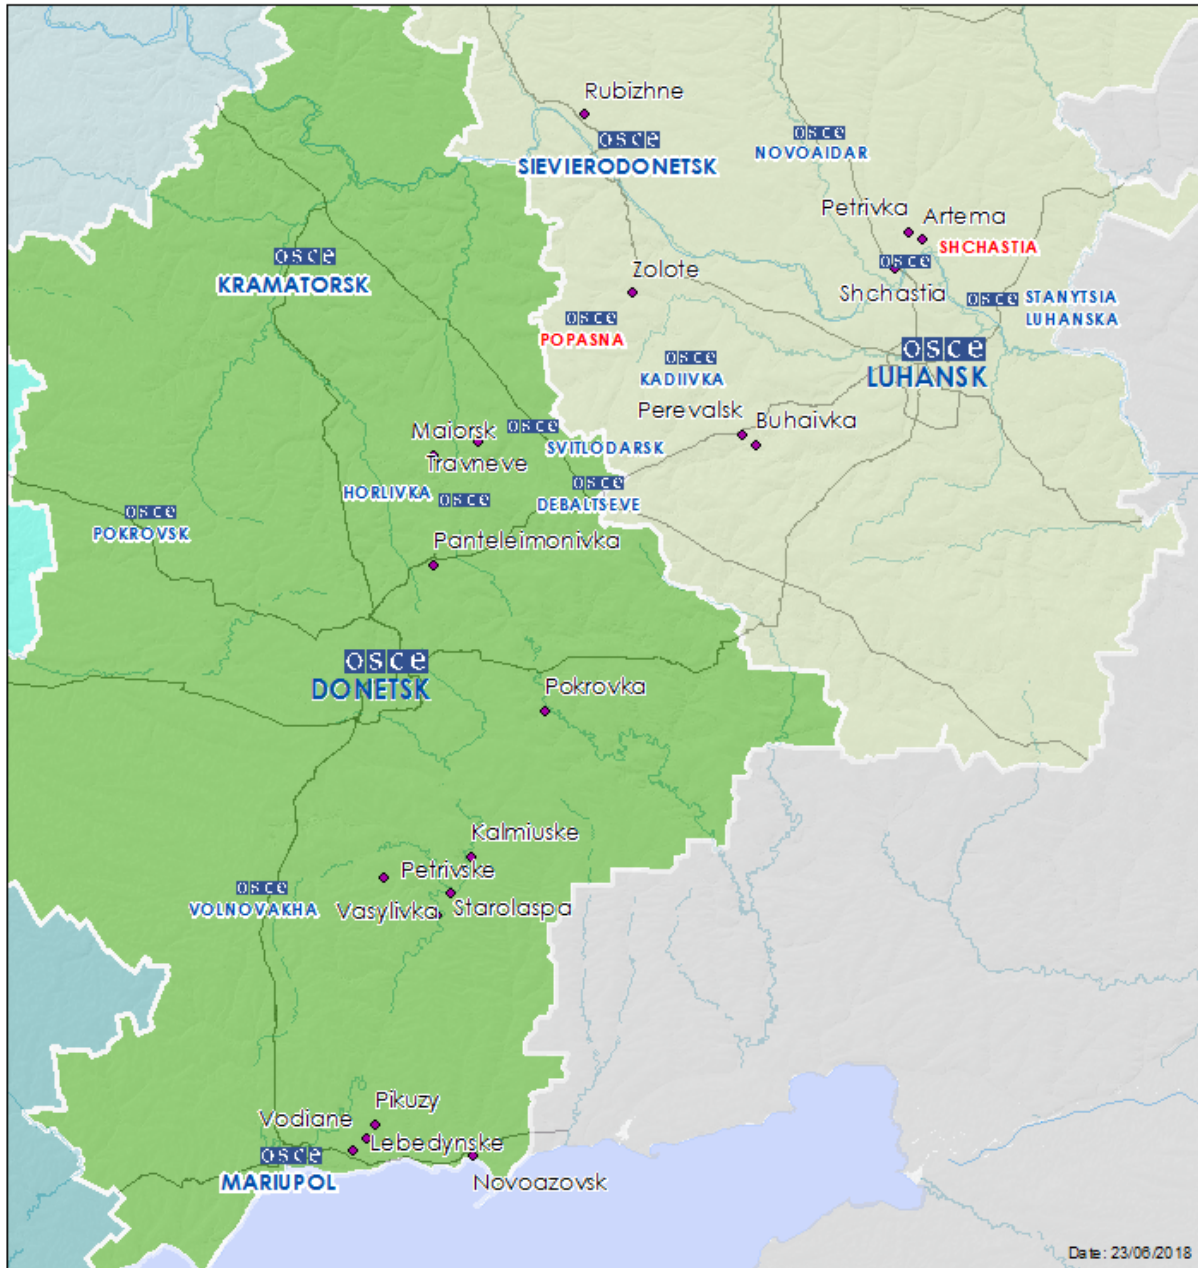 Rubizhne
osce
SIEVIERODONETSK
osce
NOVOAIDAR
Petrivka
Artema
SHCHASTIA
osce
Shchastia
osce
KRAMATORSK
Zolote
osce
POPASNA
osce
STANYTSIA
LUHANSKA
osce
LUHANSK
osce
KADIIVKA
Perevalsk
Buhaivka
Maiorsk
osce
SVITLODARSK
Travneve
HORLIVKA
osce
osce
DEBALTSEVE
osce
POKROVSK
Panteleimonivka
osce
DONETSK
Pokrovka
Kalmiuske
Petrivske
osce
VOLNOVAKHA
Vasylivka
Starolaspa
Pikuzy
Vodiane
Lebedynske
osce
MARIUPOL
Novoazovsk
Date: 23/06/2018